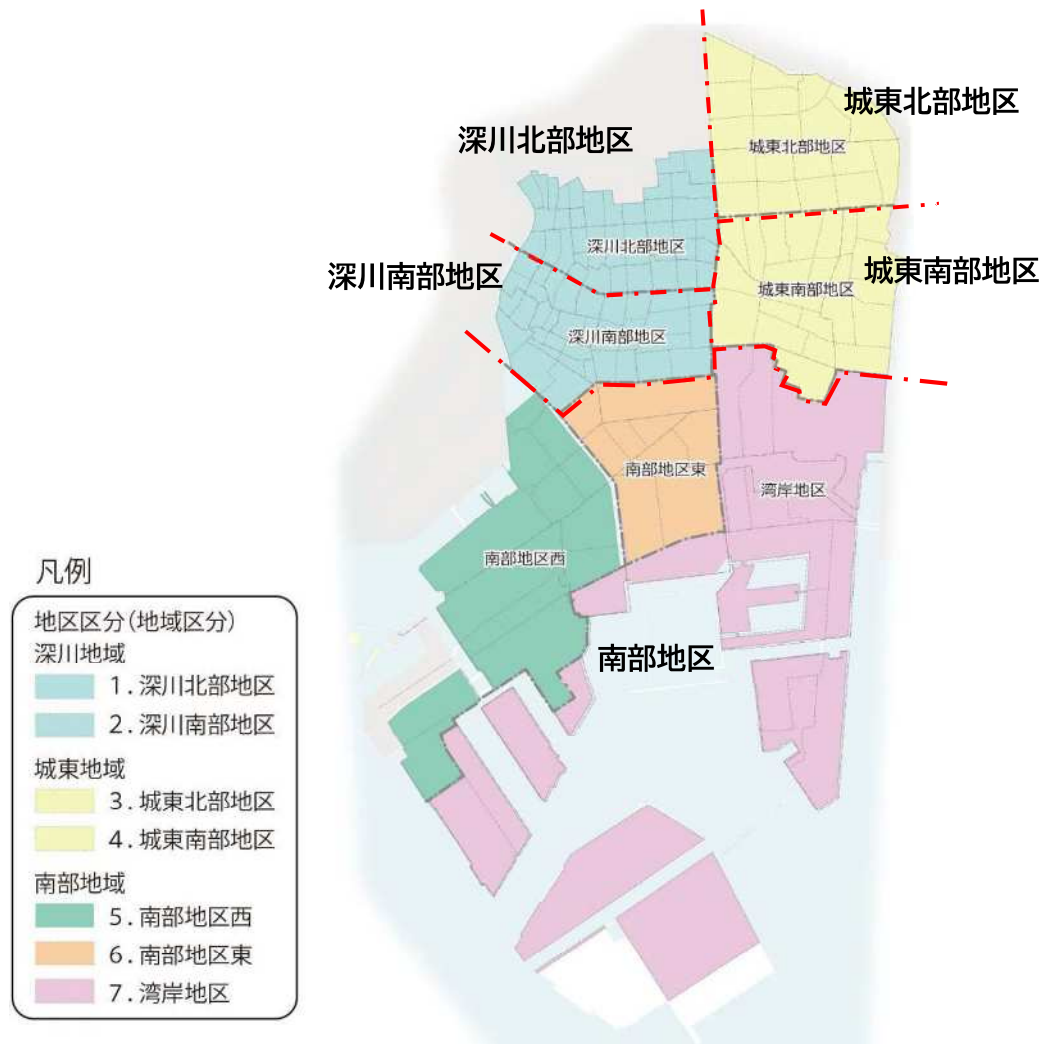 城東北部地区
深川北部地区
城東北部地区
深川北部地区
深川南部地区
城東南部地区
城東南部地区
深川南部地区
南部地区東
湾岸地区
南部地区西
南部地区
凡例
地区区分(地域区分)
深川地域
1.深川北部地区
2.深川南部地区
城東地域
3.城東北部地区
4.城東南部地区
南部地域
5.南部地区西
6.南部地区東
7.湾岸地区